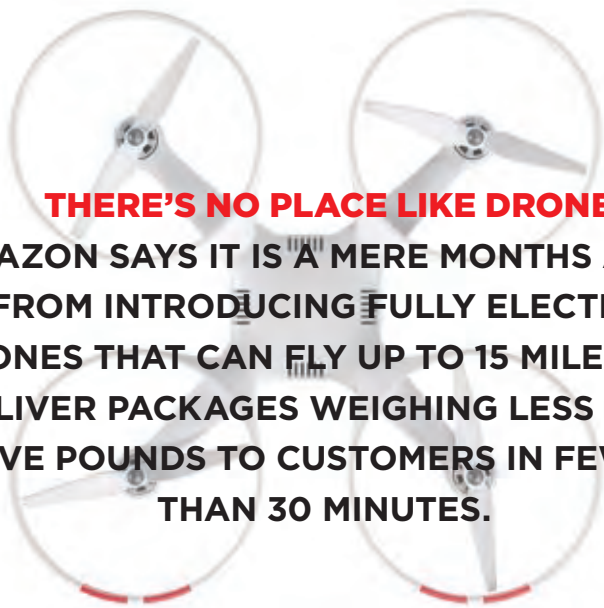 THERE'S NO PLACE LIKE DRONE
AZON SAYS IT IS A MERE MONTHS
FROM INTRODUCING FULLY ELECT
ONES THAT CAN FLY UP TO 15 MILE
LIVER PACKAGES WEIGHING LESS
VE POUNDS TO CUSTOMERS IN FE
THAN 30 MINUTES.